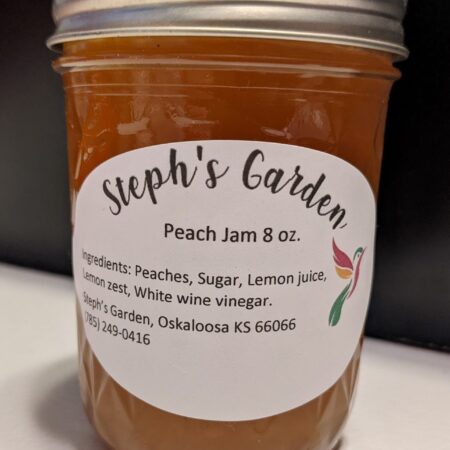 Steph's Garden
Peach Jam 8 oz.
Ingredients: Peaches, Sugar, Lemon juice,
Lemon zest, White wine vinegar.
Steph's Garden, Oskaloosa KS 66066
(785) 249-0416